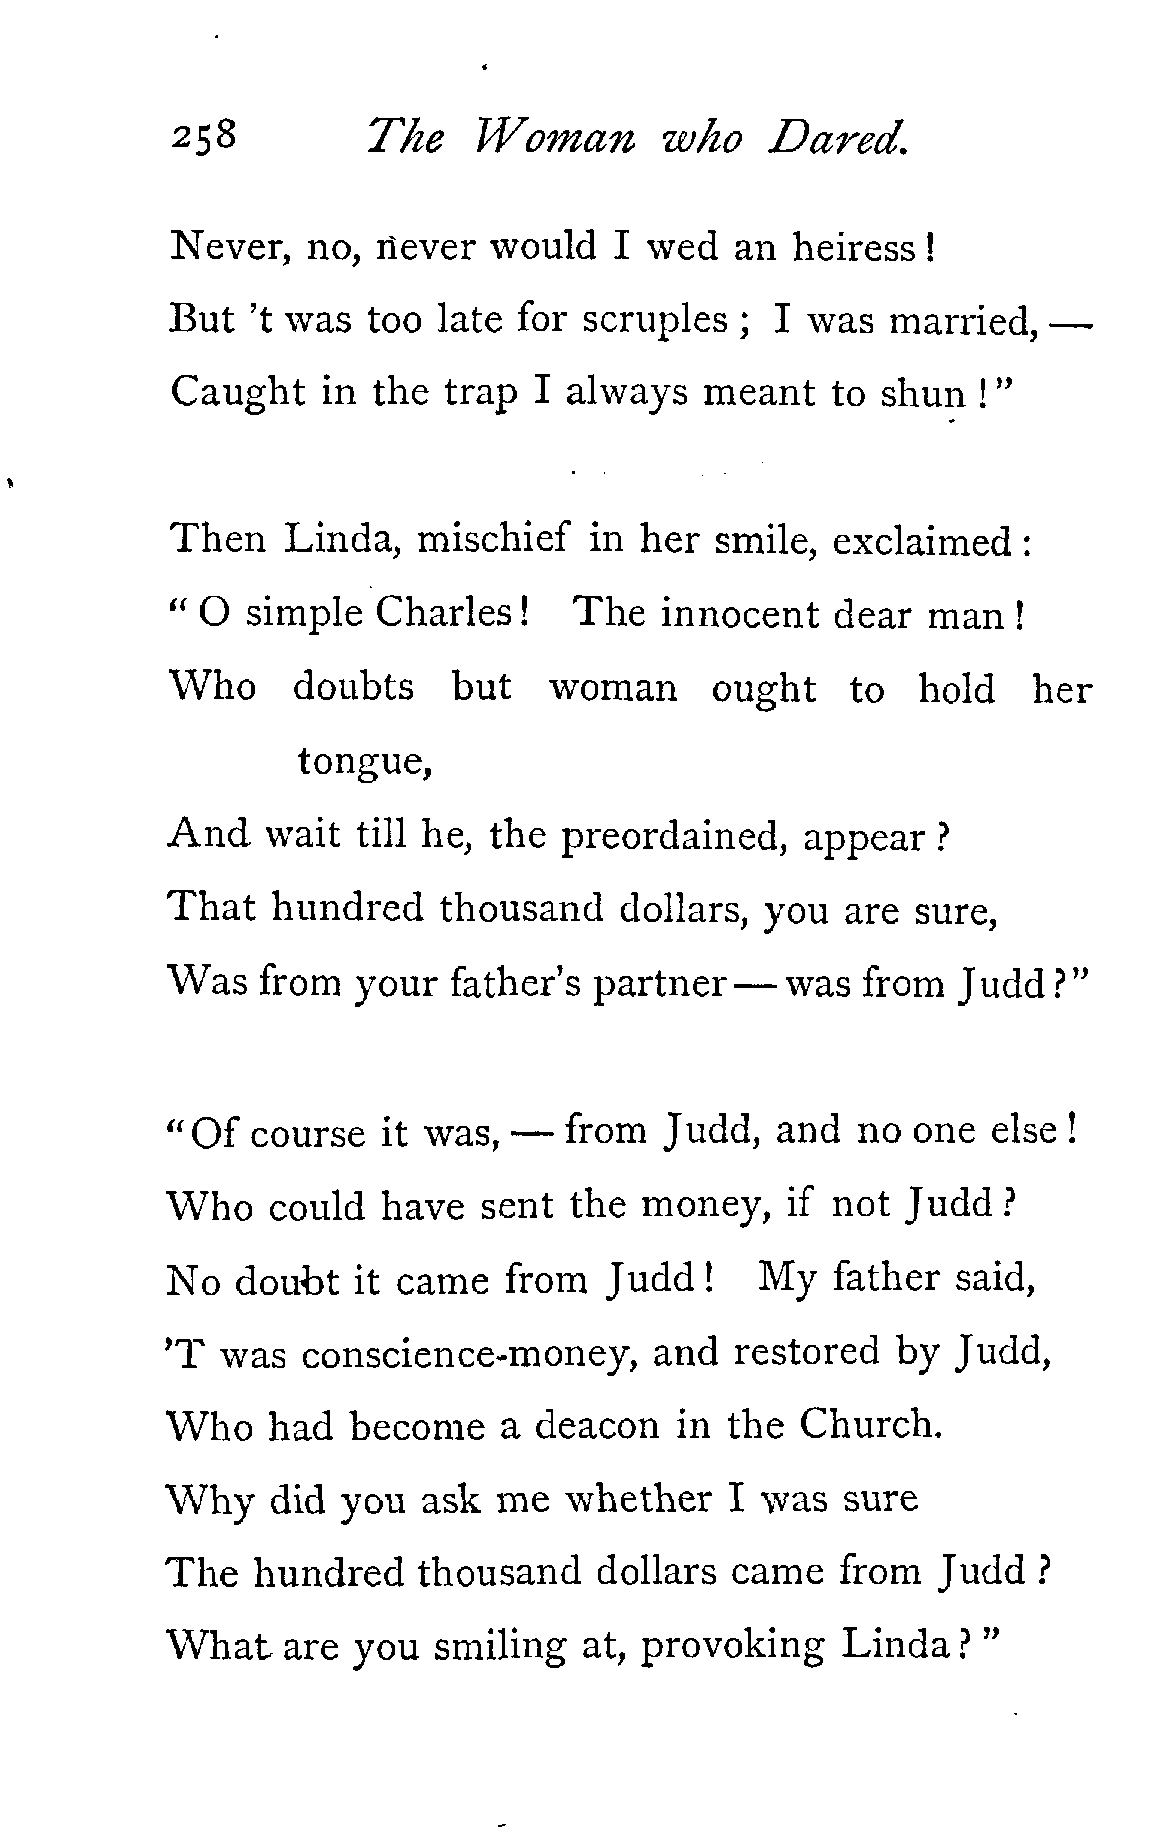 258 The Woman who Dared.
Never, no, never would I wed an heiress!
But 't was too late for scruples; I was married,—
Caught in the trap I always meant to shun!"
Then Linda, mischief in her smile, exclaimed:
"O simple Charles! The innocent dear man!
Who doubts but woman ought to hold her
tongue,
And wait till he, the preordained, appear?
That hundred thousand dollars, you are sure,
Was from your father's partner—was from Judd?"
"Of course it was,—from Judd, and no one else!
Who could have sent the money, if not Judd?
No doubt it came from Judd! My father said,
'T was conscience-money, and restored by Judd,
Who had become a deacon in the Church.
Why did you ask me whether I was sure
The hundred thousand dollars came from Judd?
What are you smiling at, provoking Linda?"